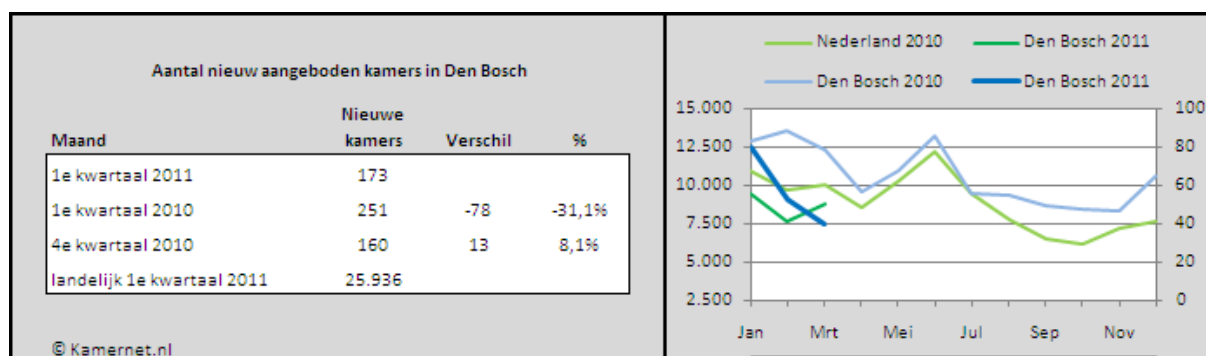 Aantal nieuw aangeboden kamers in Den Bosch
Nieuwe
Maand kamers Verschil %
1e kwartaal 2011 173
1e kwartaal 2010 251 -78 -31,1%
4e kwartaal 2010 160 13 8,1%
landelijk 1e kwartaal 2011 25.936
© Kamernet.nl
Nederland 2010 Den Bosch 2011
Den Bosch 2010 Den Bosch 2011
15.000 100
12.500 80
10.000 60
7.500 40
5.000 20
2.500 0
Jan Mrt Mei Jul Sep Nov